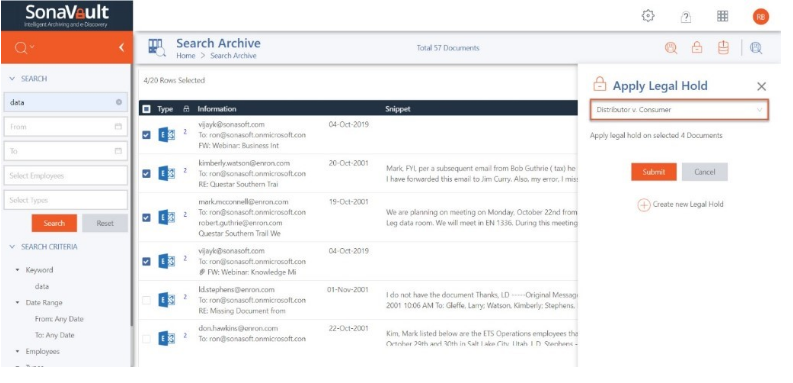 SonaVault
Intelligent Archiving and e-Discovery
RB
Search Archive
Home > Search Archive
Total 57 Documents
SEARCH
data
From
To
Select Employees
Select Types
Search
Reset
SEARCH CRITERIA
Keyword
data
Date Range
From: Any Date
To: Any Date
Employees
4/20 Rows Selected
Type
Information
Snippet
2
vijayk@sonasoft.com
04-Oct-2019
To: ron@sonasoft.onmicrosoft.con
FW: Webinar: Business Int
2
kimberly.watson@enron.com
20-Oct-2001
To: ron@sonasoft.onmicrosoft.con
RE: Questar Southern Trai
Mark, FYI, per a subsequent email from Bob Guthrie ( tax) he
I have forwarded this email to Jim Curry. Also, my error. I miss
2
mark.mcconnell@enron.com
19-Oct-2001
To: ron@sonasoft.onmicrosoft.con
robert.guthrie@enron.com
Questar Southern Trail We
We are planning on meeting on Monday, October 22nd from
Leg data room. We will meet in EN 1336. During this meeting
2
vijayk@sonasoft.com
04-Oct-2019
To: ron@sonasoft.onmicrosoft.con
FW: Webinar: Knowledge Mi
2
ld.stephens@enron.com
01-Nov-2001
To: ron@sonasoft.onmicrosoft.con
RE: Missing Document from
I do not have the document Thanks, LD -----Original Messag
2001 10:06 AM To: Gleffe, Larry; Watson, Kimberly; Stephens,
2
don.hawkins@enron.com
22-Oct-2001
To: ron@sonasoft.onmicrosoft.con
Kim, Mark listed below are the ETS Operations employees tha
October 29th and 30th in Salt Lake City, Utah. L.D. Stephens -
Apply Legal Hold
Distributor v. Consumer
Apply legal hold on selected 4 Documents
Submit
Cancel
Create new Legal Hold